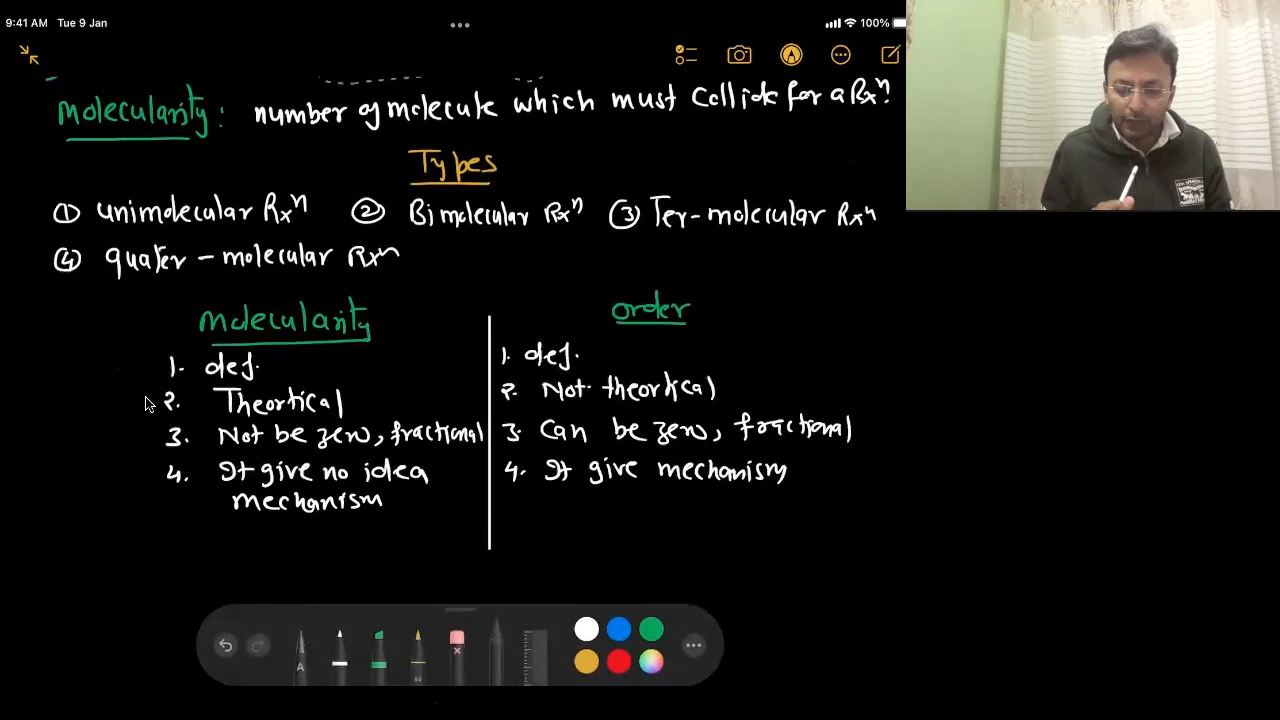 9:41 AM Tue 9 Jan
100%
Molecularity: number of molecule which must collide for a Rxn.
Types
① unimolecular Rxn ② Bimolecular Rxn ③ Ter-molecular Rxn
④ quater - molecular Rxn
molecularity
order
1. def.
2. Theortical
3. Not be zero, fractional
4. It give no idea
mechanism
1. def.
2. Not theortical
3. Can be zero, fractional
4. It give mechanism
A